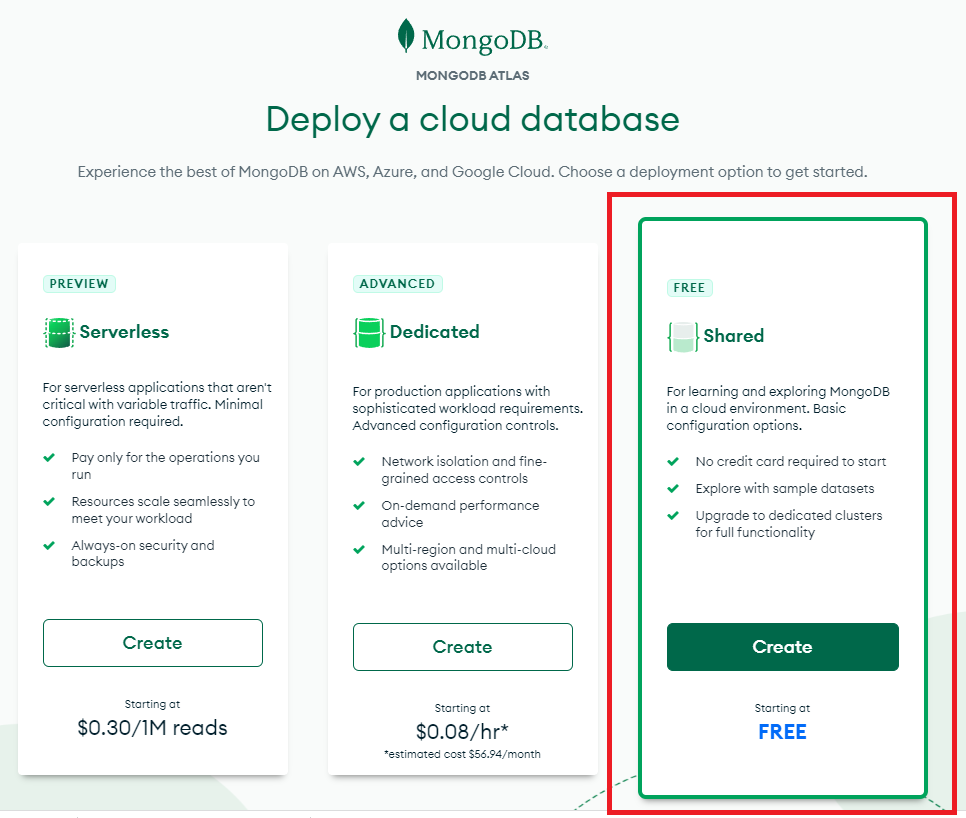 MongoDB®
MONGODB ATLAS
Deploy a cloud database
Experience the best of MongoDB on AWS, Azure, and Google Cloud. Choose a deployment option to get started.
PREVIEW
Serverless
For serverless applications that aren't
critical with variable traffic. Minimal
configuration required.
Pay only for the operations you
run
Resources scale seamlessly to
meet your workload
Always-on security and
backups
Create
Starting at
$0.30/1M reads
ADVANCED
Dedicated
For production applications with
sophisticated workload requirements.
Advanced configuration controls.
Network isolation and fine-
grained access controls
On-demand performance
advice
Multi-region and multi-cloud
options available
Create
Starting at
$0.08/hr*
*estimated cost $56.94/month
FREE
Shared
For learning and exploring MongoDB
in a cloud environment. Basic
configuration options.
No credit card required to start
Explore with sample datasets
Upgrade to dedicated clusters
for full functionality
Create
Starting at
FREE